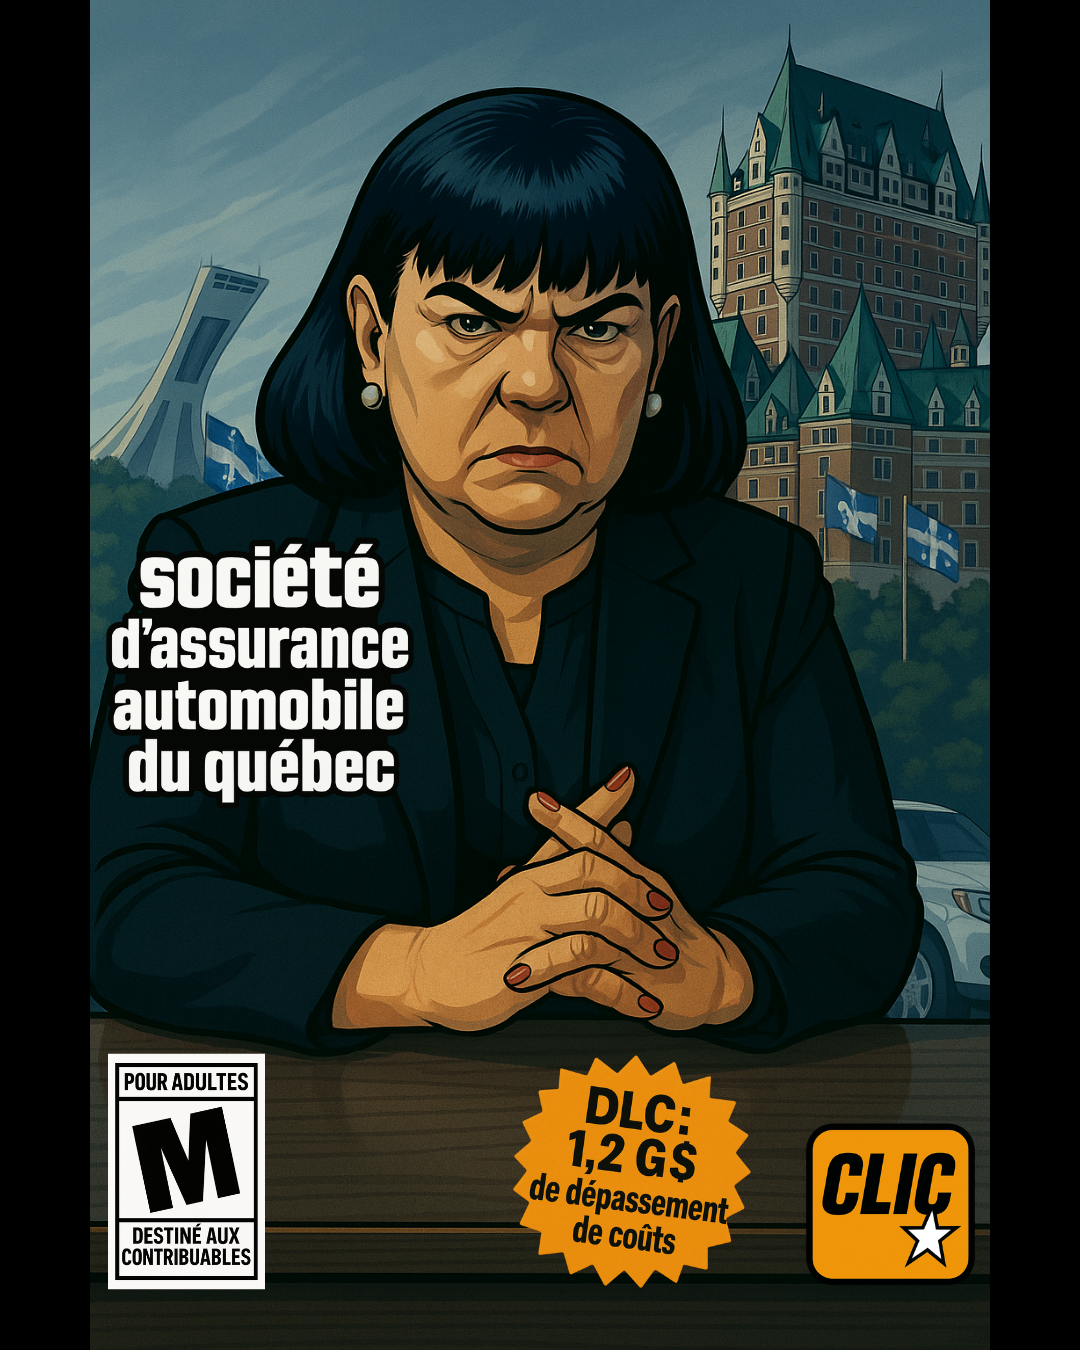 société
d’assurance
automobile
du québec
POUR ADULTES
M
DESTINÉ AUX
CONTRIBUABLES
DLC:
1,2 G$
de dépassement
de coûts
CLIC